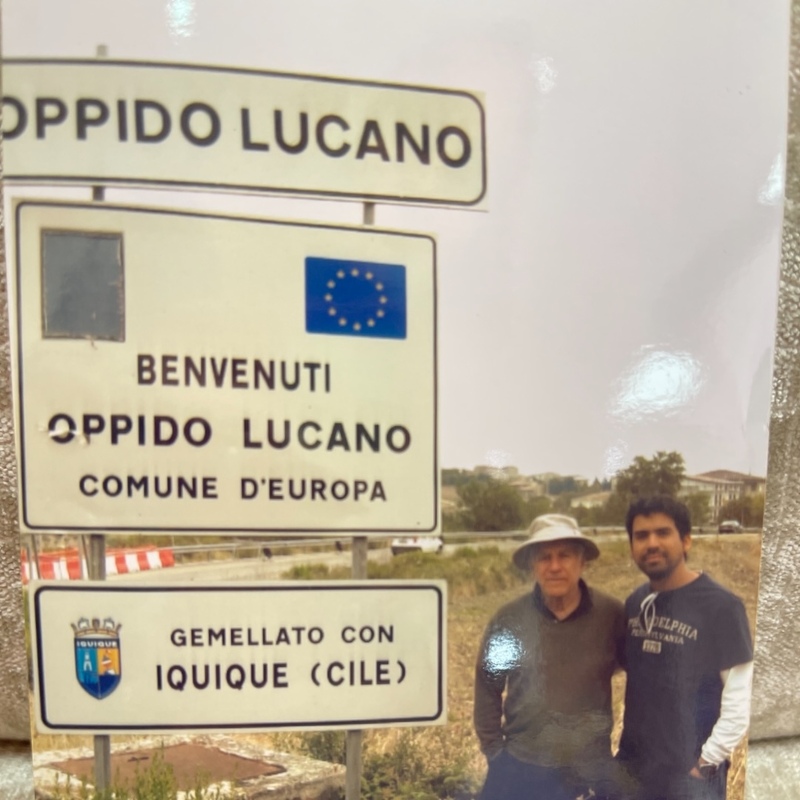 OPPIDO LUCANO
BENVENUTI
OPPIDO LUCANO
COMUNE D'EUROPA
IQUIQUE
GEMELLATO CON
IQUIQUE (CILE)
PHILADELPHIA
PENNSYLVANIA